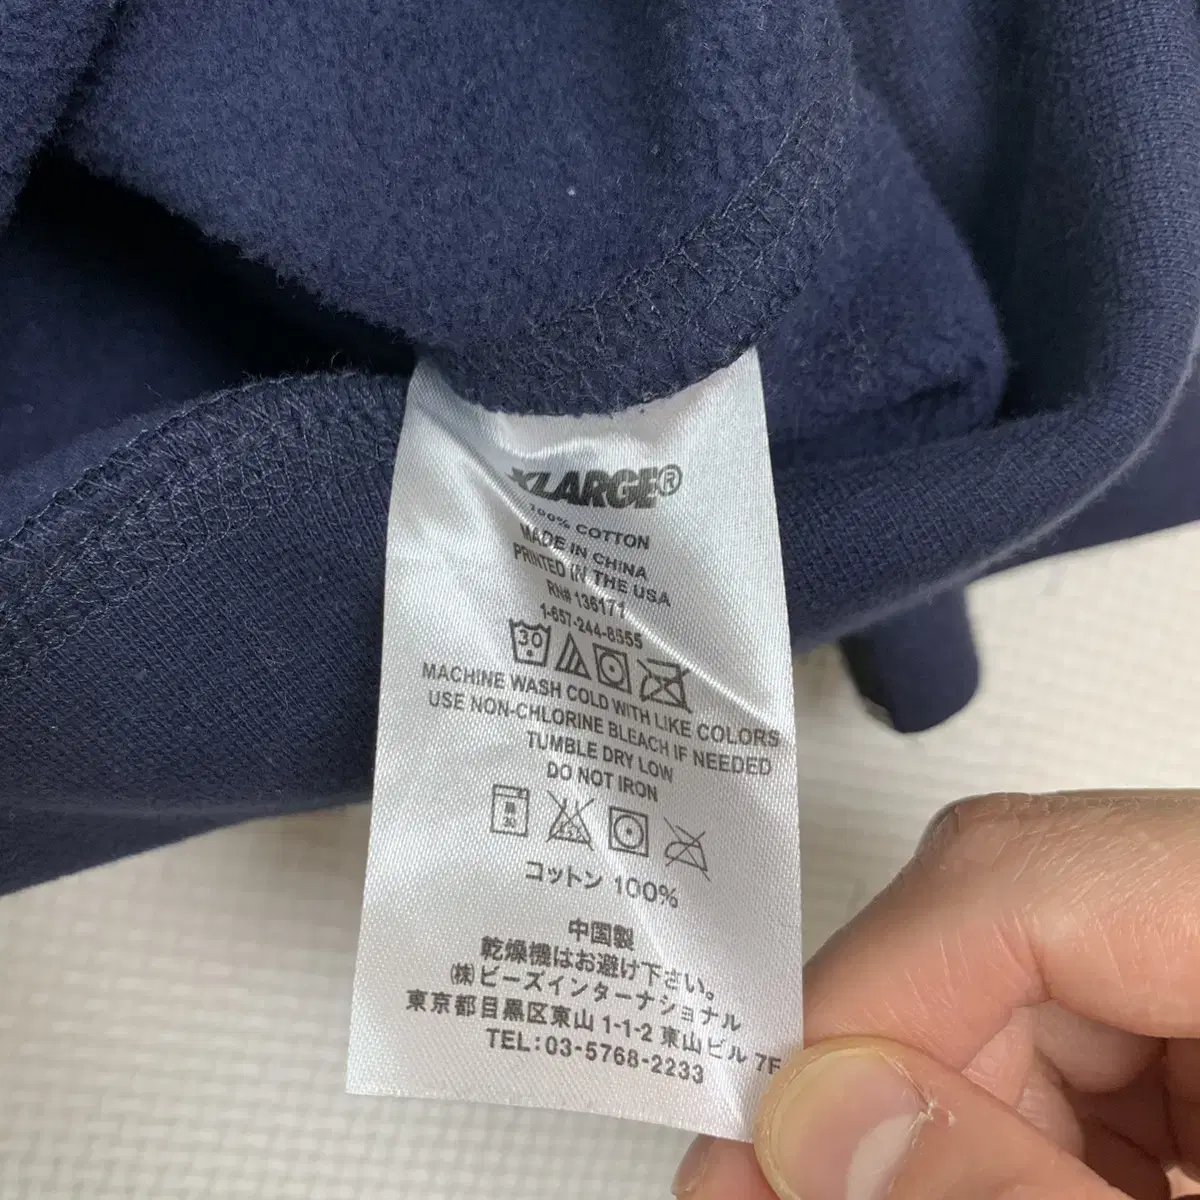 XLARGE®
100% COTTON
MADE IN CHINA
PRINTED IN THE USA
RN# 136171
1-657-244-8555
30
MACHINE WASH COLD WITH LIKE COLORS
USE NON-CHLORINE BLEACH IF NEEDED
TUMBLE DRY LOW
DO NOT IRON
コットン 100%
中国製
乾燥機はお避け下さい。
(株)ビーズインターナショナル
東京都目黒区東山 1-1-2 東山ビル 7F
TEL:03-5768-2233